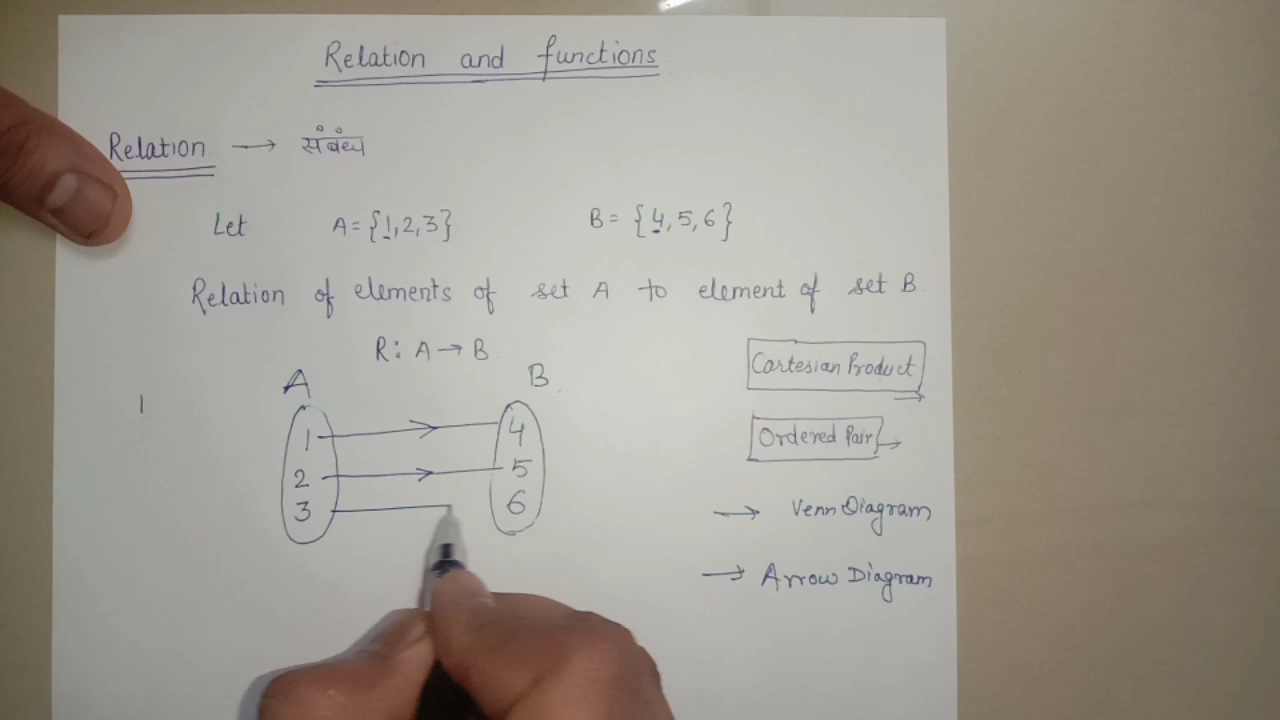 Relation and functions
Relation → संबंध
Let A = {1,2,3} B = {4,5,6}
Relation of elements of set A to element of set B.
R: A → B
Cartesian Product →
Ordered Pair →
A B
1 4
2 5
3 6
→ Venn Diagram
→ Arrow Diagram